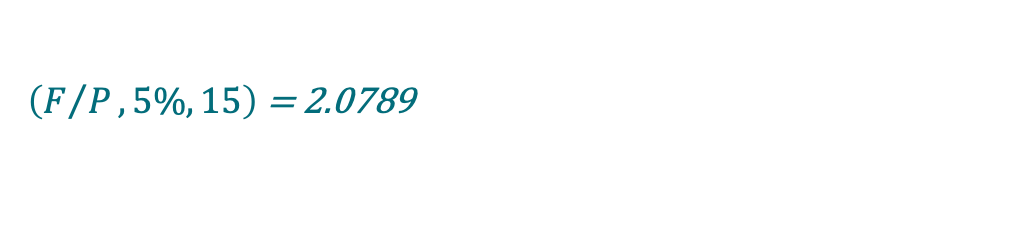 (F/P , 5%, 15) = 2.0789